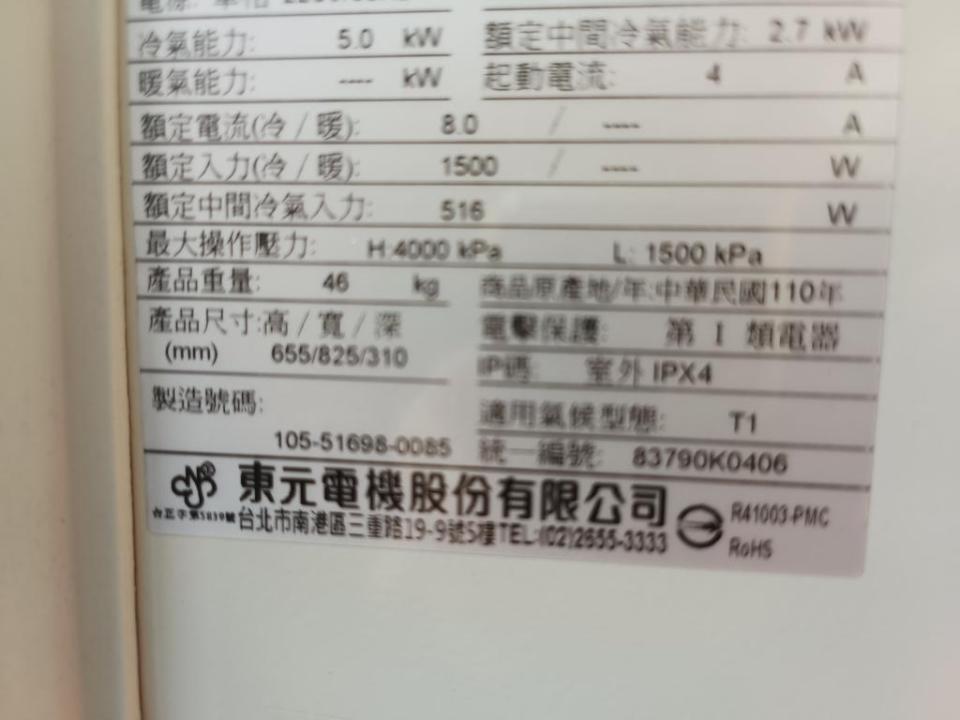 冷氣能力: 5.0 kW 額定中間冷氣能力: 2.7 kW
暖氣能力: ---- kW 起動電流: 4 A
額定電流(冷 / 暖): 8.0 / ---- A
額定入力(冷 / 暖): 1500 / ---- W
額定中間冷氣入力: 516 W
最大操作壓力: H:4000 kPa L: 1500 kPa
產品重量: 46 kg 商品原產地/年:中華民國110年
產品尺寸:高 / 寬 / 深 電擊保護: 第 I 類電器
(mm) 655/825/310 IP碼: 室外 IPX4
製造號碼: 適用氣候型態: T1
105-51698-0085 統一編號: 83790K0406
東元電機股份有限公司 R41003-PMC
台北市南港區三重路19-9號5樓TEL:(02)2655-3333 RoHS